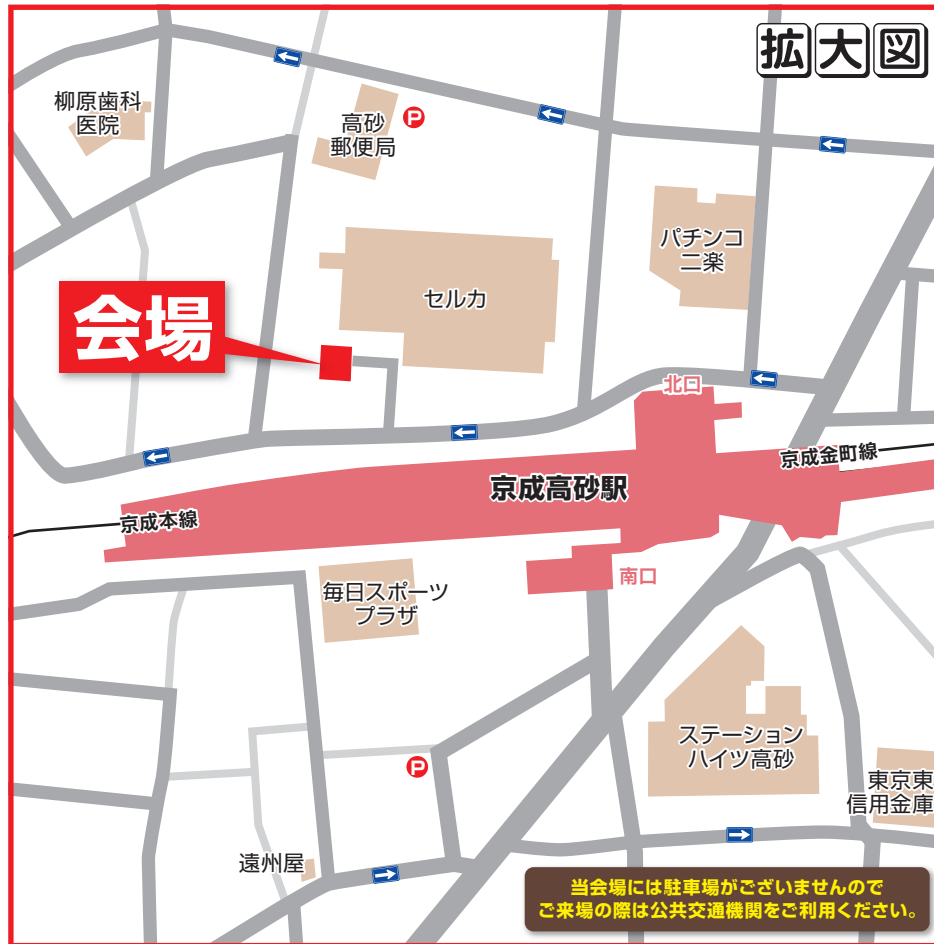 拡大図
柳原歯科
医院
高砂
郵便局
P
パチンコ
二楽
セルカ
会場
北口
京成金町線
京成高砂駅
京成本線
南口
毎日スポーツ
プラザ
ステーション
ハイツ高砂
P
東京東
信用金庫
遠州屋
当会場には駐車場がございませんので
ご来場の際は公共交通機関をご利用ください。